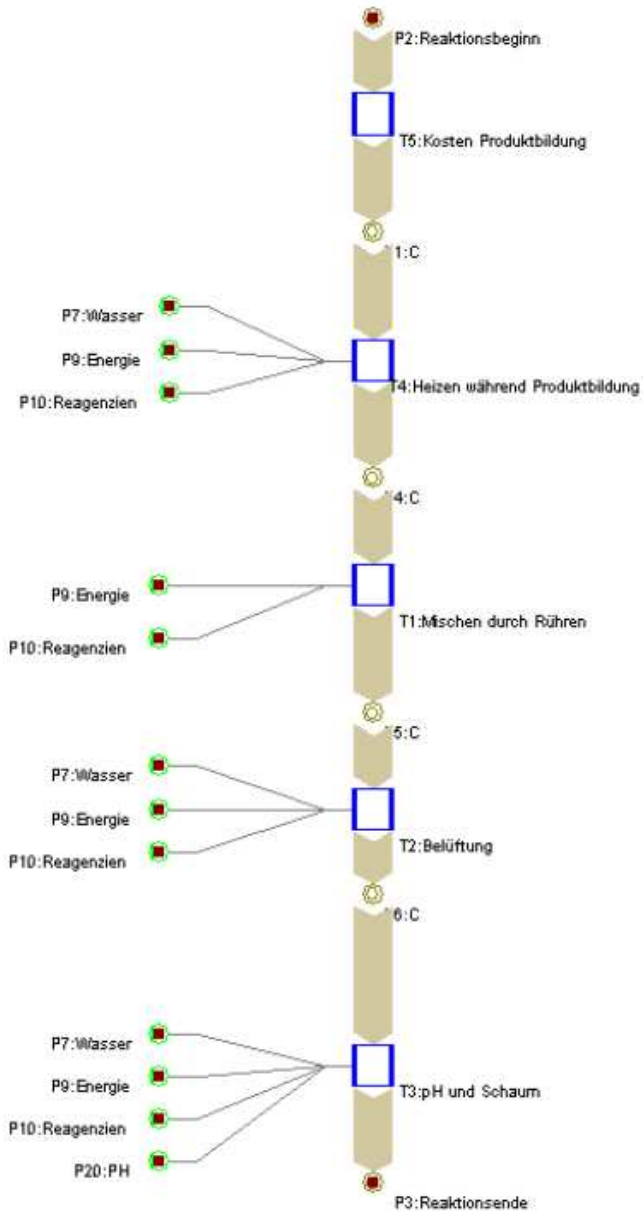 P2:Reaktionsbeginn
T5:Kosten Produktbildung
1:C
P7:Wasser
P9:Energie
P10:Reagenzien
T4:Heizen während Produktbildung
4:C
P9:Energie
P10:Reagenzien
T1:Mischen durch Rühren
5:C
P7:Wasser
P9:Energie
P10:Reagenzien
T2:Belüftung
6:C
P7:Wasser
P9:Energie
P10:Reagenzien
P20:PH
T3:pH und Schaum
P3:Reaktionsende